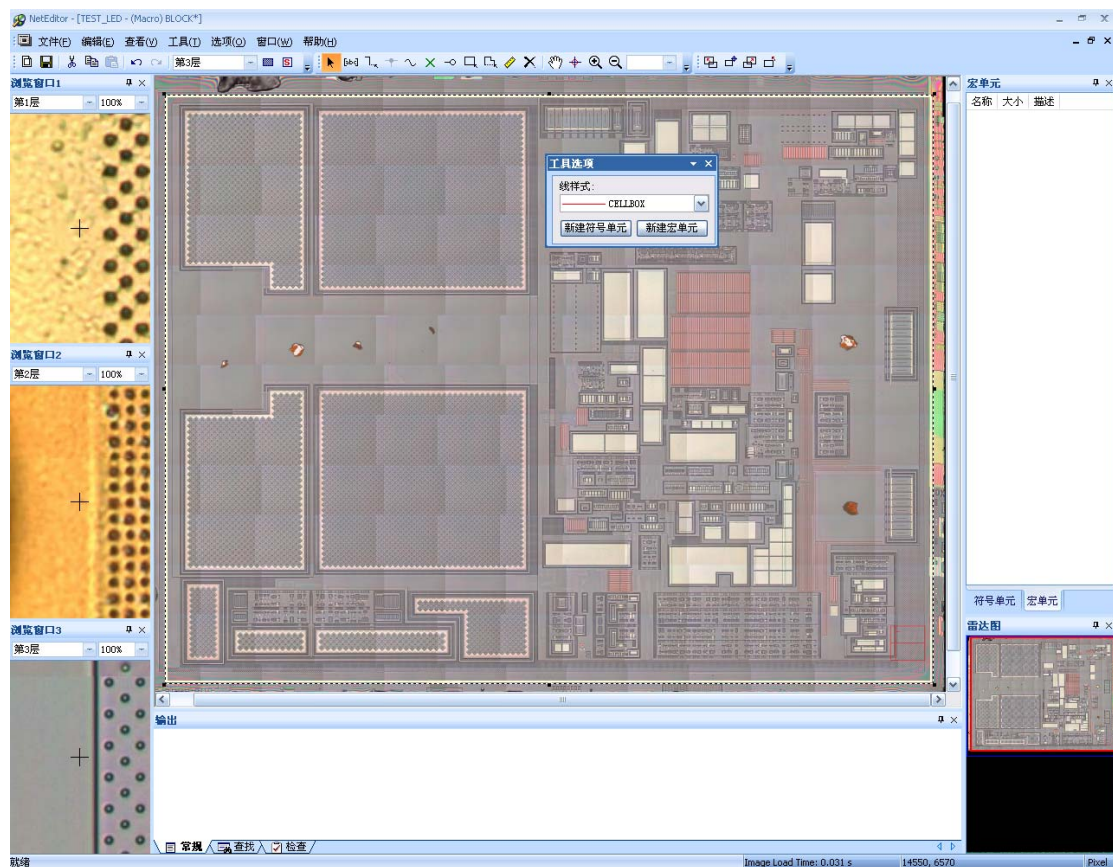 NetEditor - [TEST_LED - (Macro) BLOCK*]
文件(F) 编辑(E) 查看(V) 工具(T) 选项(O) 窗口(W) 帮助(H)
第3层
浏览窗口1
第1层 100%
浏览窗口2
第2层 100%
浏览窗口3
第3层 100%
工具选项
线样式:
CELLBOX
新建符号单元 新建宏单元
宏单元
名称 大小 描述
符号单元 宏单元
雷达图
输出
常规 查找 检查
就绪
Image Load Time: 0.031 s 14550, 6570 Pixel